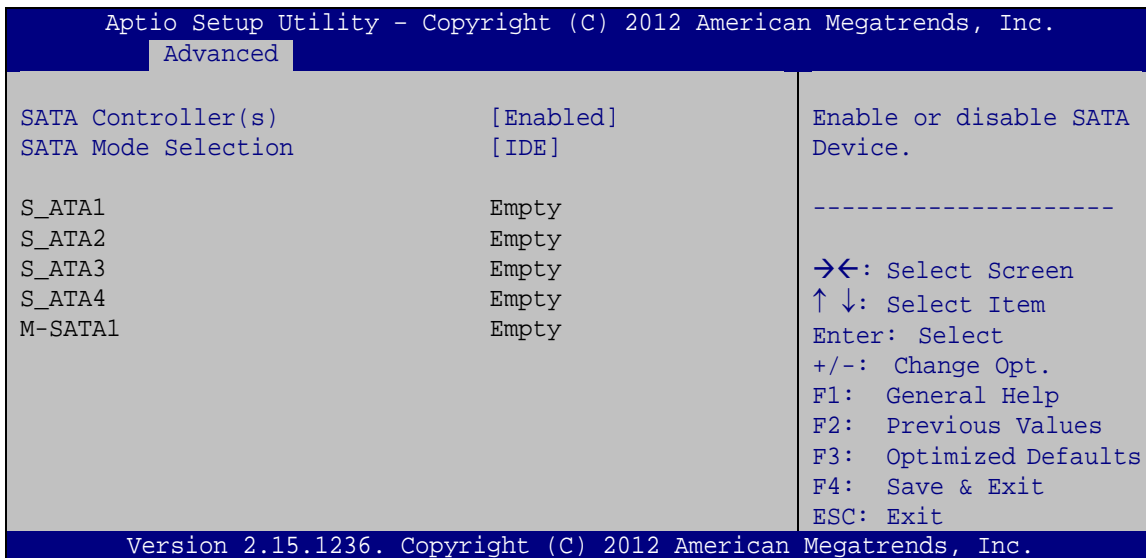 Aptio Setup Utility – Copyright (C) 2012 American Megatrends, Inc.
Advanced
SATA Controller(s) [Enabled]
SATA Mode Selection [IDE]
S_ATA1 Empty
S_ATA2 Empty
S_ATA3 Empty
S_ATA4 Empty
M-SATA1 Empty
Enable or disable SATA
Device.
---------------------
→←: Select Screen
↑ ↓: Select Item
Enter: Select
+/-: Change Opt.
F1: General Help
F2: Previous Values
F3: Optimized Defaults
F4: Save & Exit
ESC: Exit
Version 2.15.1236. Copyright (C) 2012 American Megatrends, Inc.